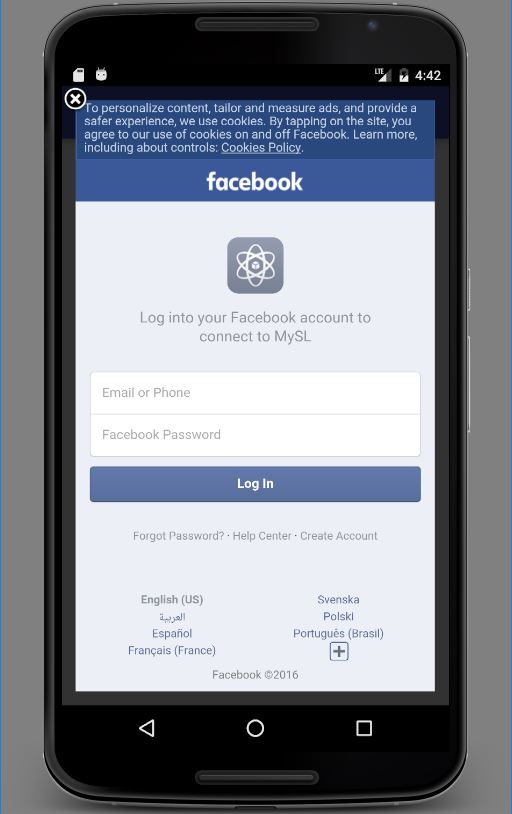 LTE 4:42
To personalize content, tailor and measure ads, and provide a
safer experience, we use cookies. By tapping on the site, you
agree to our use of cookies on and off Facebook. Learn more,
including about controls: Cookies Policy.
facebook
Log into your Facebook account to
connect to MySL
Email or Phone
Facebook Password
Log In
Forgot Password? · Help Center · Create Account
English (US) Svenska
العربية Polski
Español Português (Brasil)
Français (France)
Facebook ©2016